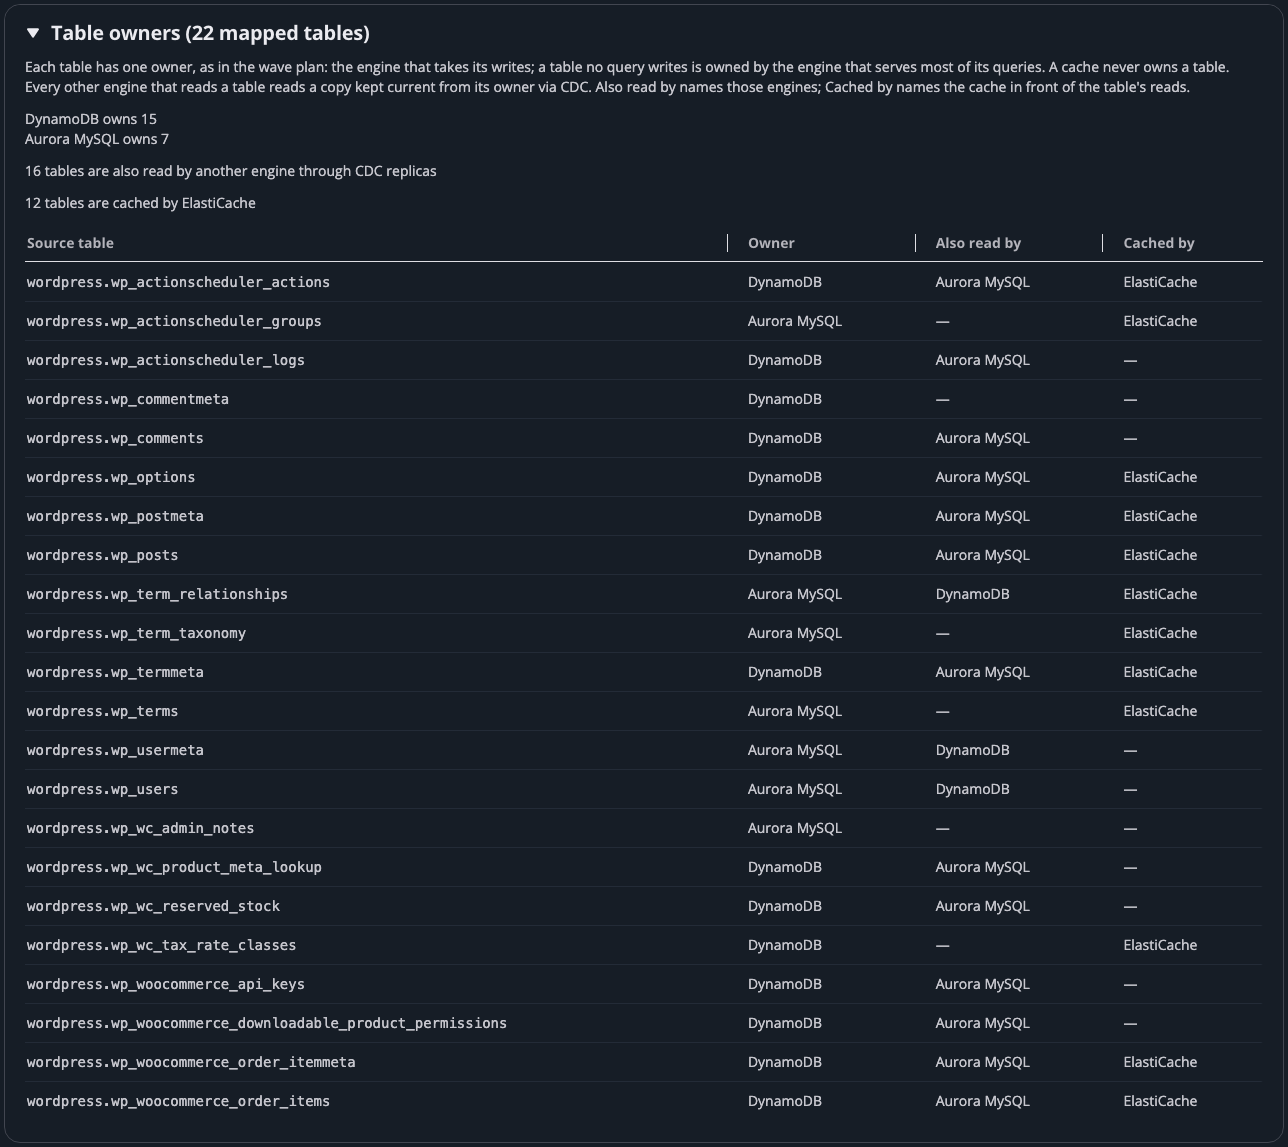 ▼ Table owners (22 mapped tables)
Each table has one owner, as in the wave plan: the engine that takes its writes; a table no query writes is owned by the engine that serves most of its queries. A cache never owns a table.
Every other engine that reads a table reads a copy kept current from its owner via CDC. Also read by names those engines; Cached by names the cache in front of the table's reads.
DynamoDB owns 15
Aurora MySQL owns 7
16 tables are also read by another engine through CDC replicas
12 tables are cached by ElastiCache
Source table Owner Also read by Cached by
wordpress.wp_actionscheduler_actions DynamoDB Aurora MySQL ElastiCache
wordpress.wp_actionscheduler_groups Aurora MySQL — ElastiCache
wordpress.wp_actionscheduler_logs DynamoDB Aurora MySQL —
wordpress.wp_commentmeta DynamoDB — —
wordpress.wp_comments DynamoDB Aurora MySQL —
wordpress.wp_options DynamoDB Aurora MySQL ElastiCache
wordpress.wp_postmeta DynamoDB Aurora MySQL ElastiCache
wordpress.wp_posts DynamoDB Aurora MySQL ElastiCache
wordpress.wp_term_relationships Aurora MySQL DynamoDB ElastiCache
wordpress.wp_term_taxonomy Aurora MySQL — ElastiCache
wordpress.wp_termmeta DynamoDB Aurora MySQL ElastiCache
wordpress.wp_terms Aurora MySQL — ElastiCache
wordpress.wp_usermeta Aurora MySQL DynamoDB —
wordpress.wp_users Aurora MySQL DynamoDB —
wordpress.wp_wc_admin_notes Aurora MySQL — —
wordpress.wp_wc_product_meta_lookup DynamoDB Aurora MySQL —
wordpress.wp_wc_reserved_stock DynamoDB Aurora MySQL —
wordpress.wp_wc_tax_rate_classes DynamoDB — ElastiCache
wordpress.wp_woocommerce_api_keys DynamoDB Aurora MySQL —
wordpress.wp_woocommerce_downloadable_product_permissions DynamoDB Aurora MySQL —
wordpress.wp_woocommerce_order_itemmeta DynamoDB Aurora MySQL ElastiCache
wordpress.wp_woocommerce_order_items DynamoDB Aurora MySQL ElastiCache